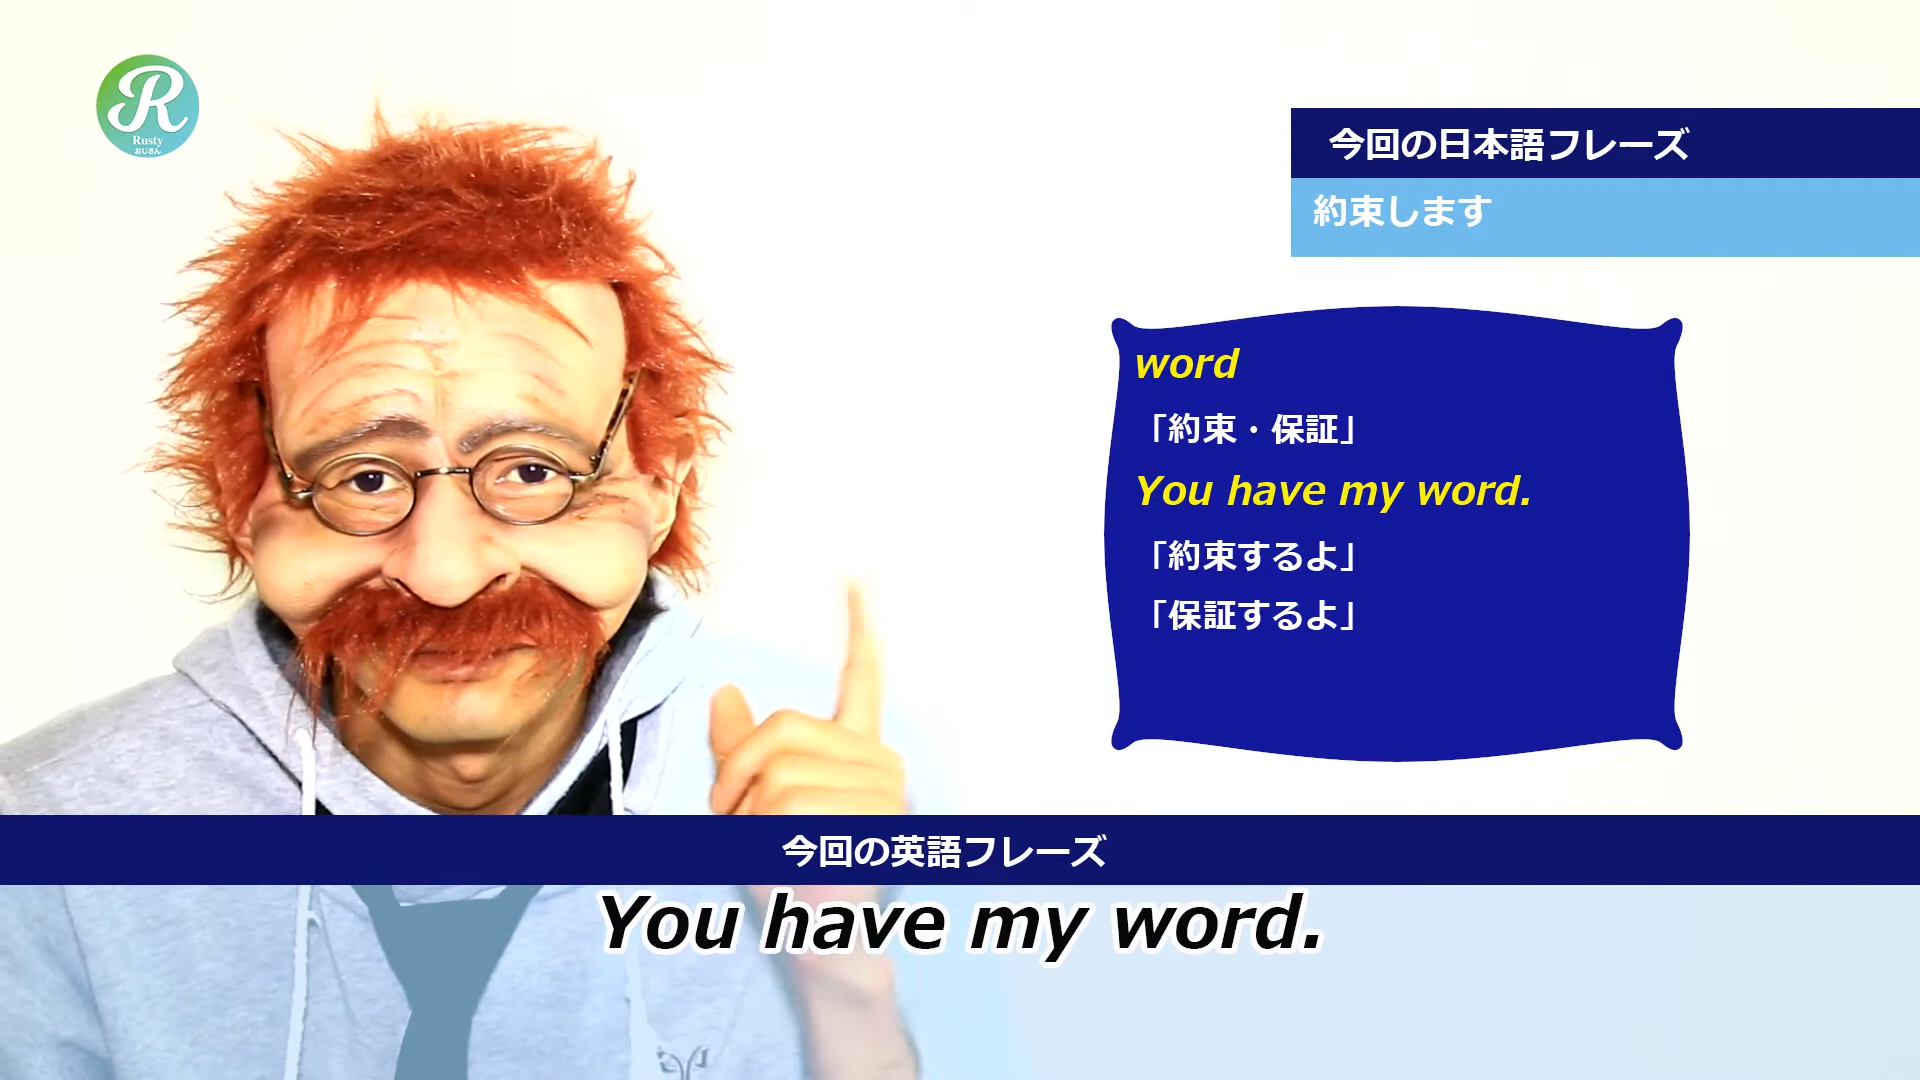 R
Rusty
おじさん
今回の日本語フレーズ
約束します
word
「約束・保証」
You have my word.
「約束するよ」
「保証するよ」
今回の英語フレーズ
You have my word.